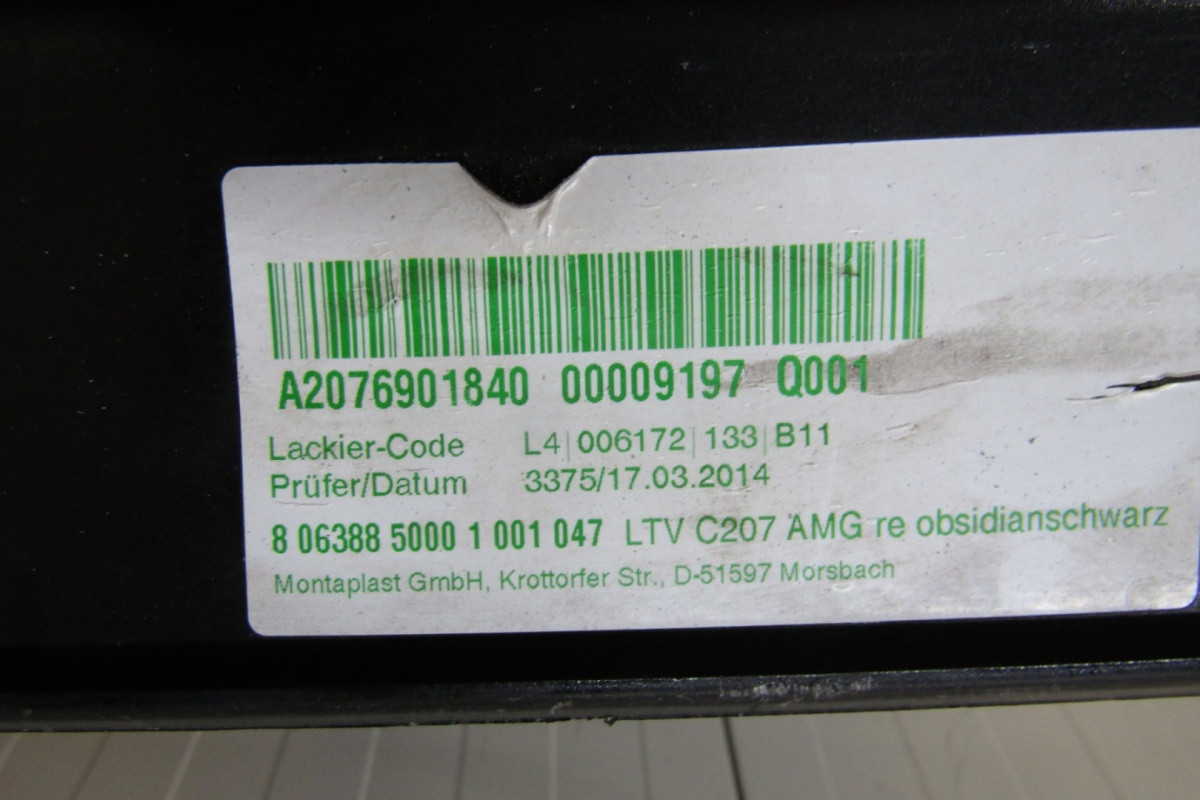 A2076901840 00009197 Q001
Lackier-Code L4|006172|133|B11
Prüfer/Datum 3375/17.03.2014
8 06388 5000 1 001 047 LTV C207 AMG re obsidianschwarz
Montaplast GmbH, Krottorfer Str., D-51597 Morsbach